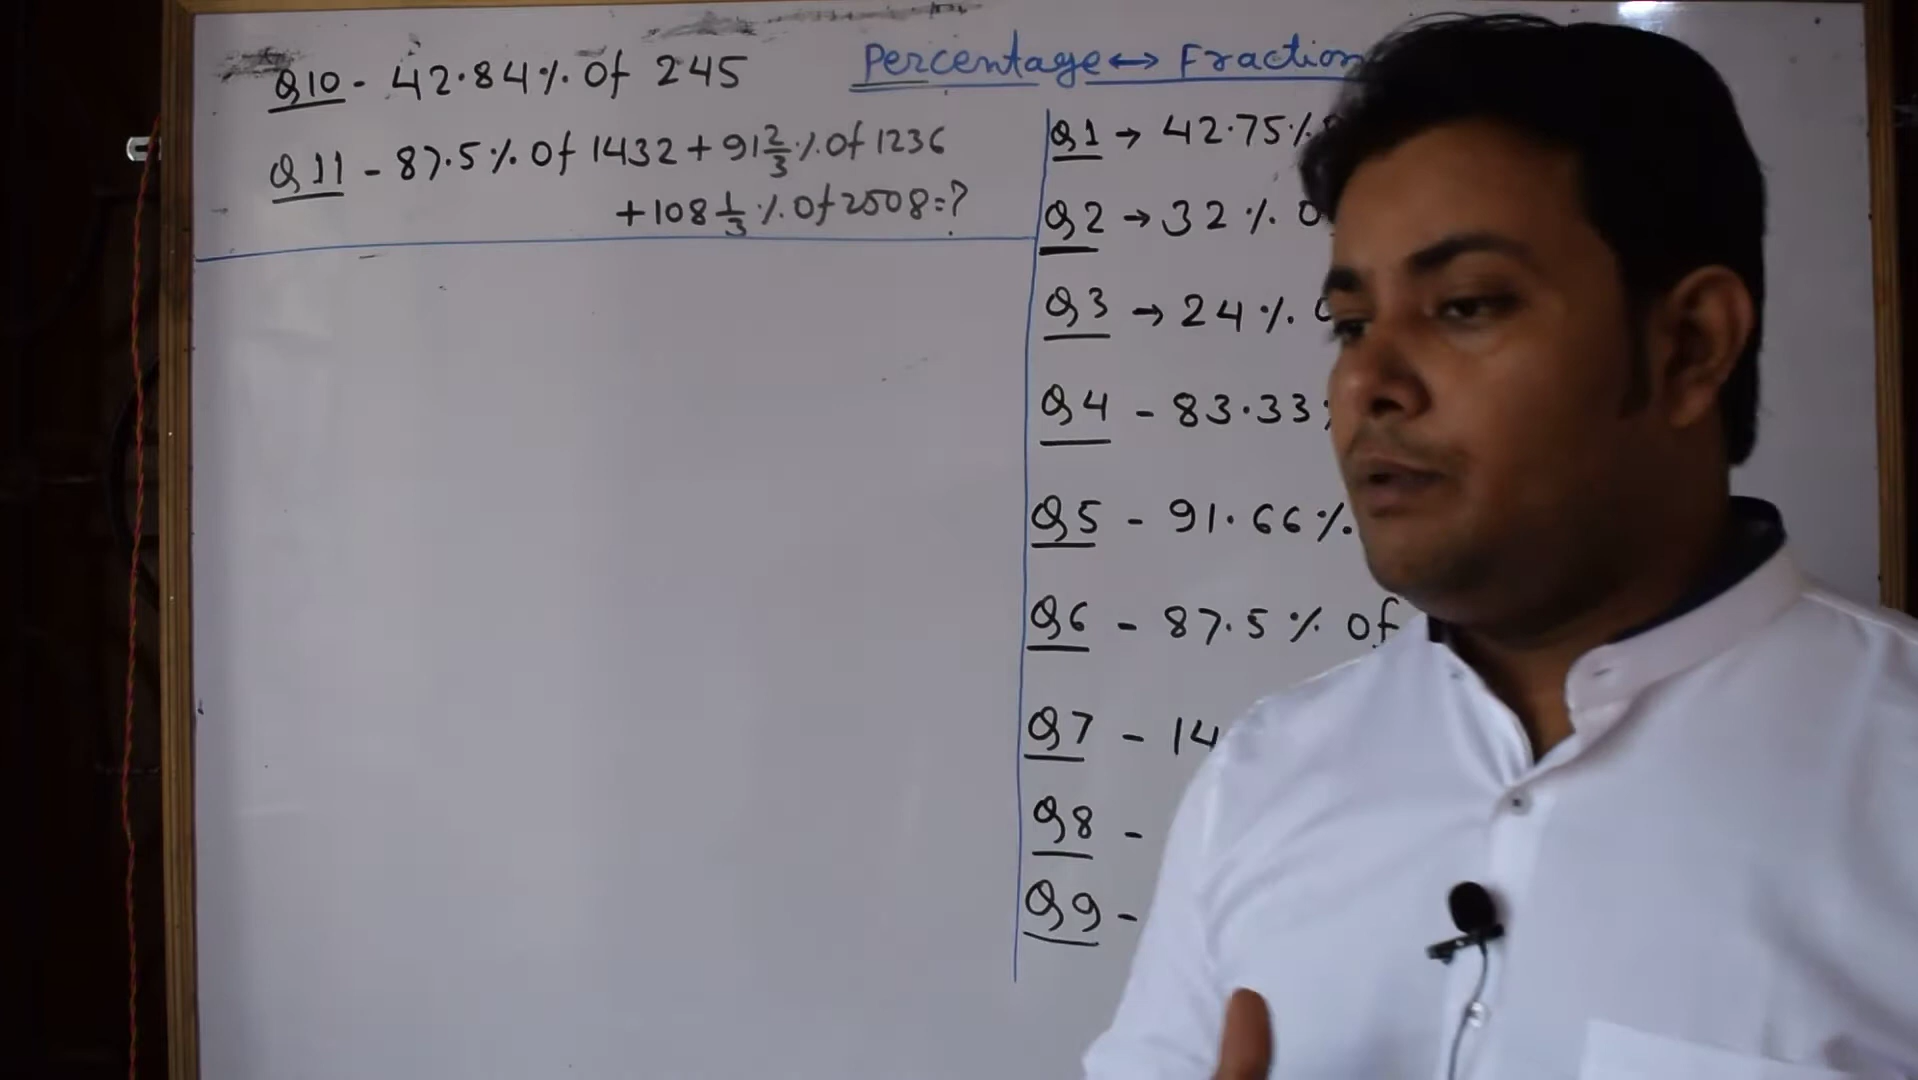 Q10 - 42.84% Of 245
Q11 - 87.5% Of 1432 + 91 2/3 % Of 1236
+ 108 1/3 % Of 2508 = ?
Percentage ↔ Fraction
Q1 → 42.75%
Q2 → 32% O
Q3 → 24%
Q4 - 83.33
Q5 - 91.66%
Q6 - 87.5% Of
Q7 - 14
Q8 -
Q9 -